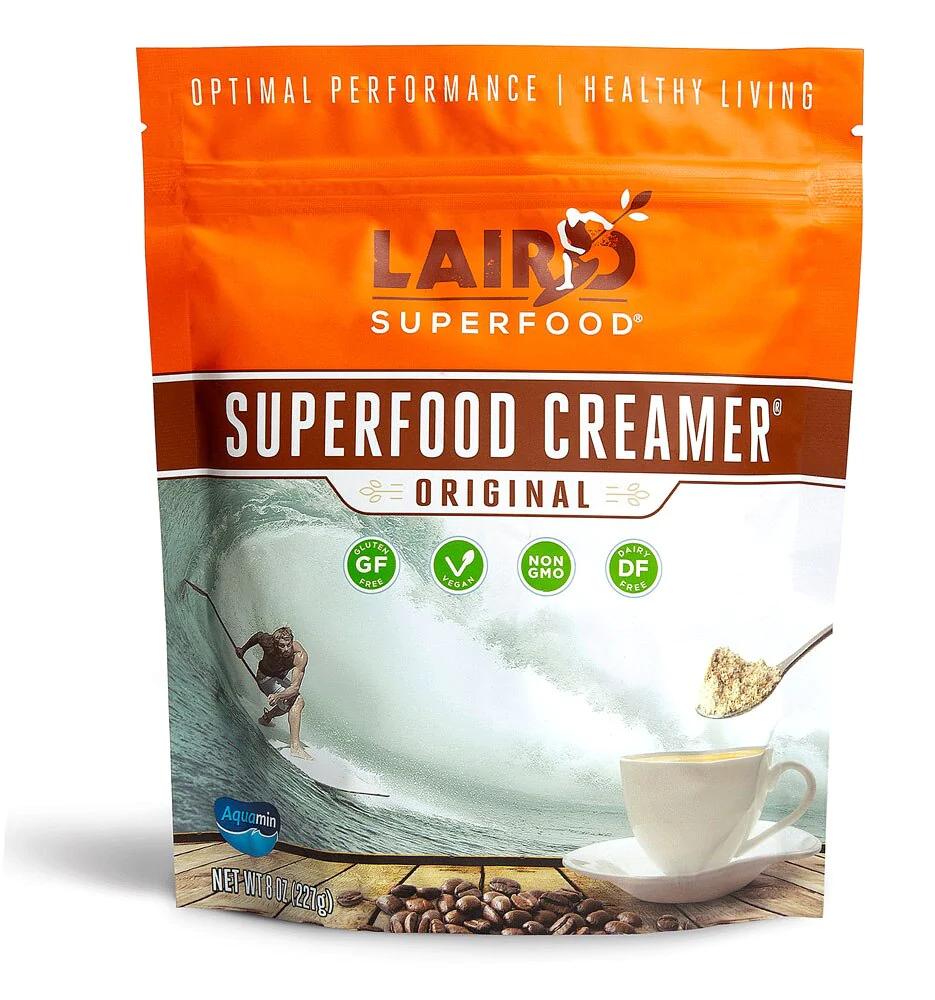 OPTIMAL PERFORMANCE | HEALTHY LIVING
LAIRD
SUPERFOOD®
SUPERFOOD CREAMER®
ORIGINAL
GLUTEN
GF
FREE
V
VEGAN
NON
GMO
DAIRY
DF
FREE
Aquamin
NET WT 8 OZ (227g)